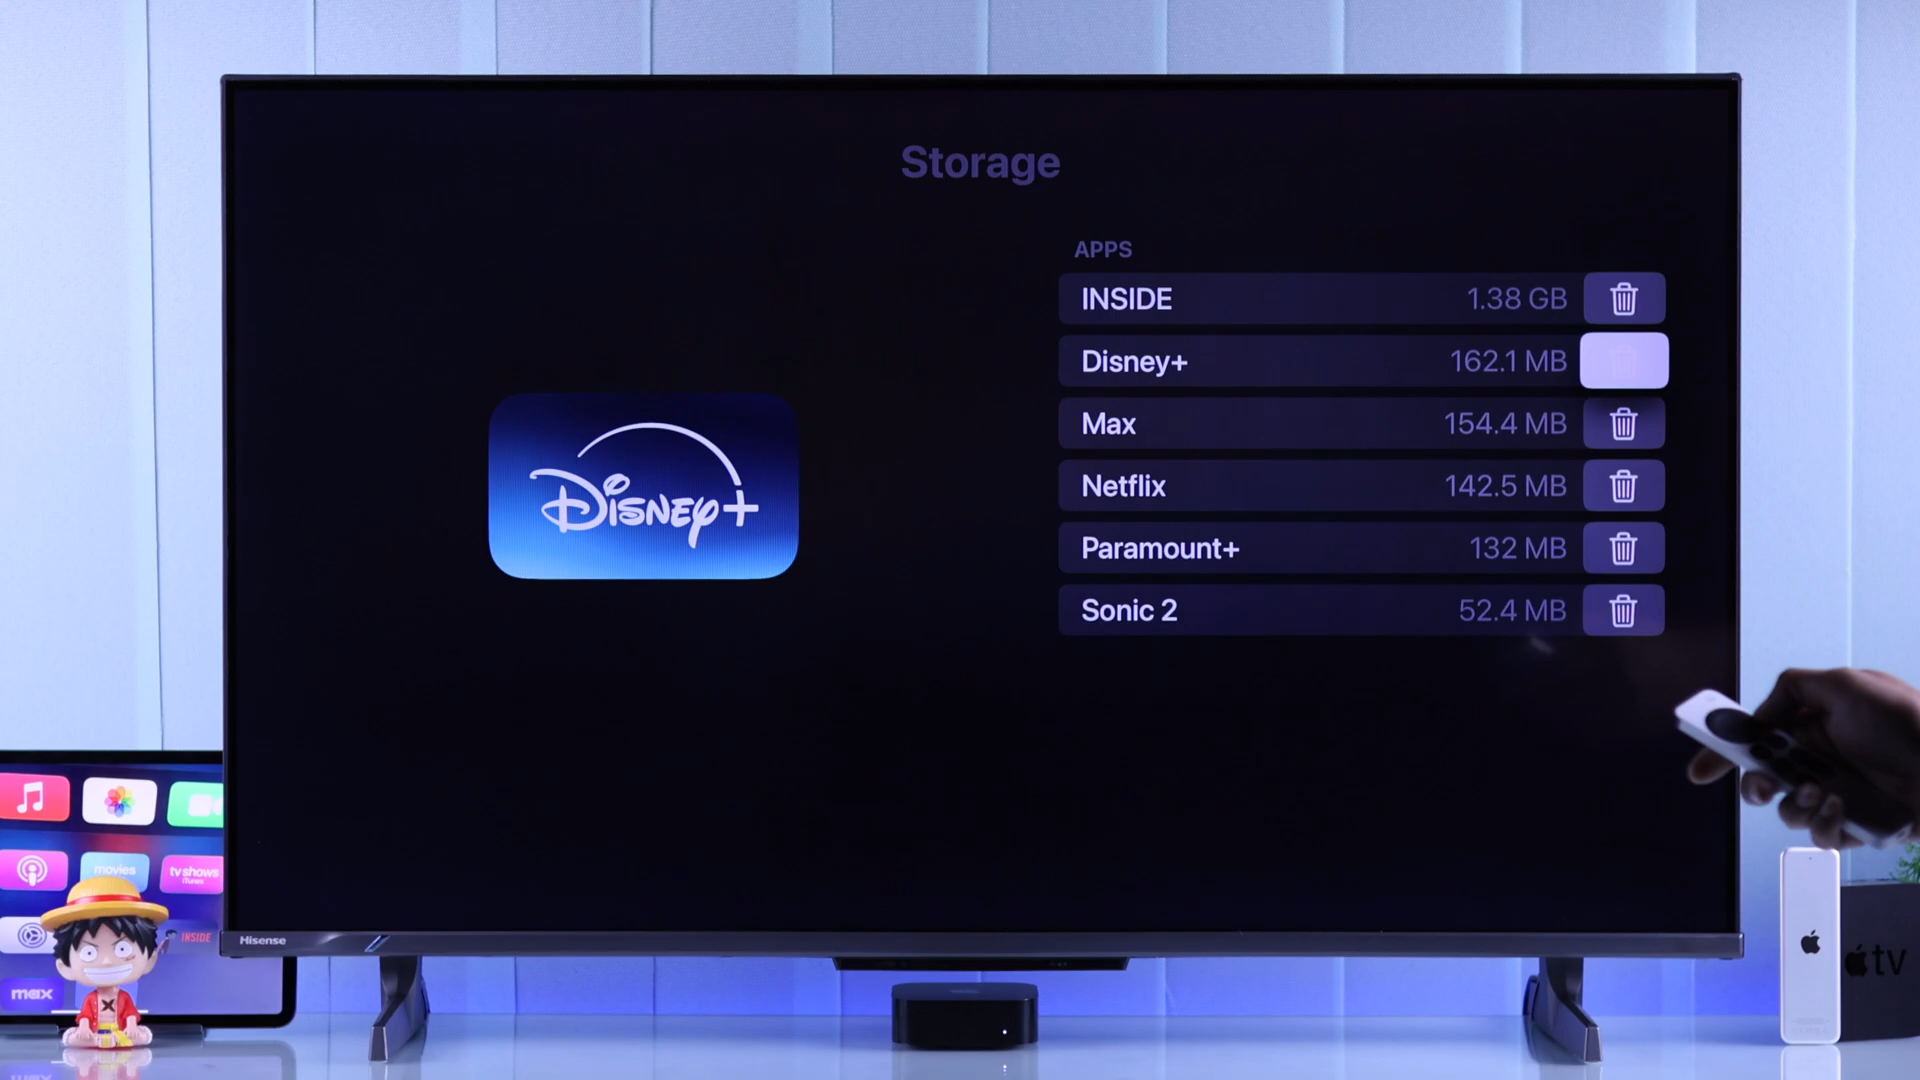 Storage
APPS
INSIDE 1.38 GB
Disney+ 162.1 MB
Max 154.4 MB
Netflix 142.5 MB
Paramount+ 132 MB
Sonic 2 52.4 MB
Disney+
movies
tv shows
iTunes
INSIDE
max
Hisense
tv